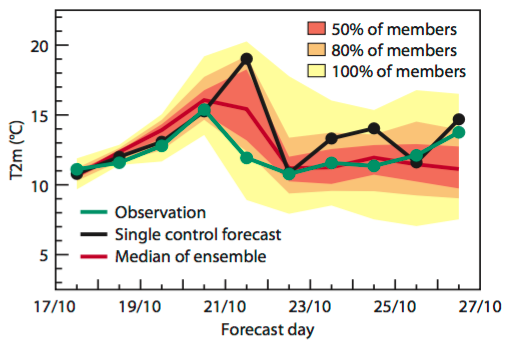 20
15
10
5
T2m (°C)
50% of members
80% of members
100% of members
Observation
Single control forecast
Median of ensemble
17/10 19/10 21/10 23/10 25/10 27/10
Forecast day